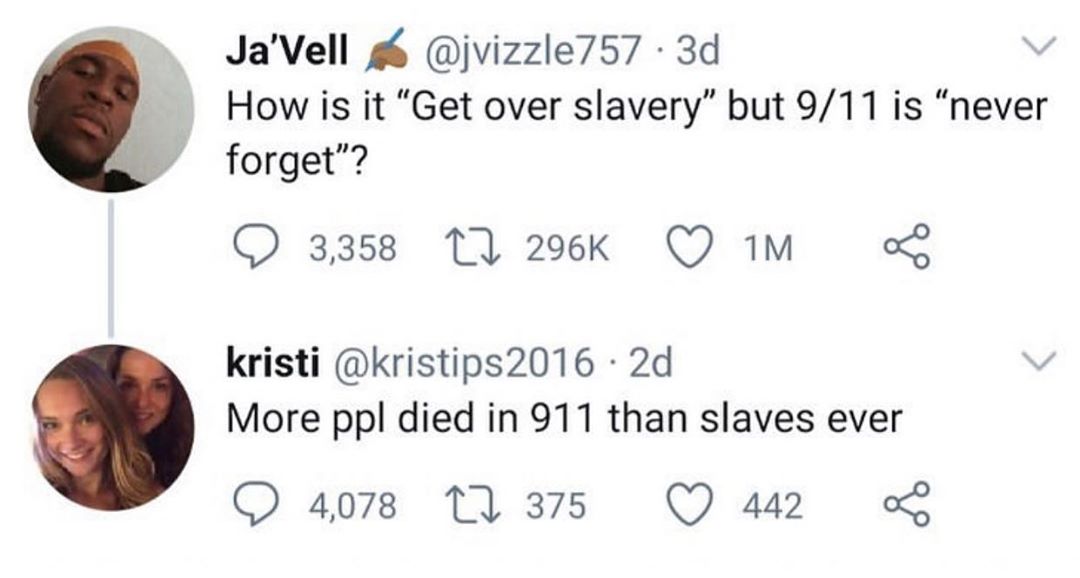 Ja'Vell ✍🏾 @jvizzle757 · 3d
How is it “Get over slavery” but 9/11 is “never
forget”?
3,358 296K 1M
kristi @kristips2016 · 2d
More ppl died in 911 than slaves ever
4,078 375 442